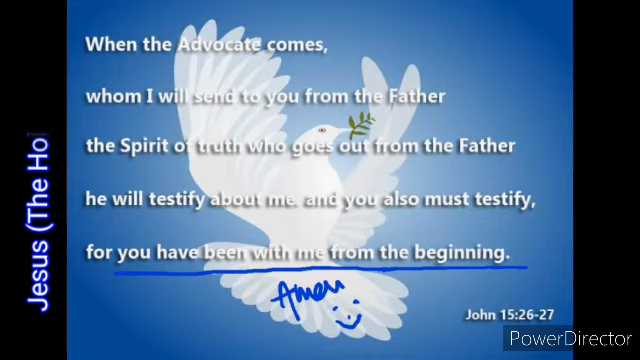 When the Advocate comes,
whom I will send to you from the Father
the Spirit of truth who goes out from the Father
he will testify about me. and you also must testify,
for you have been with me from the beginning.
Amen
John 15:26-27
Jesus (The Ho
PowerDirector